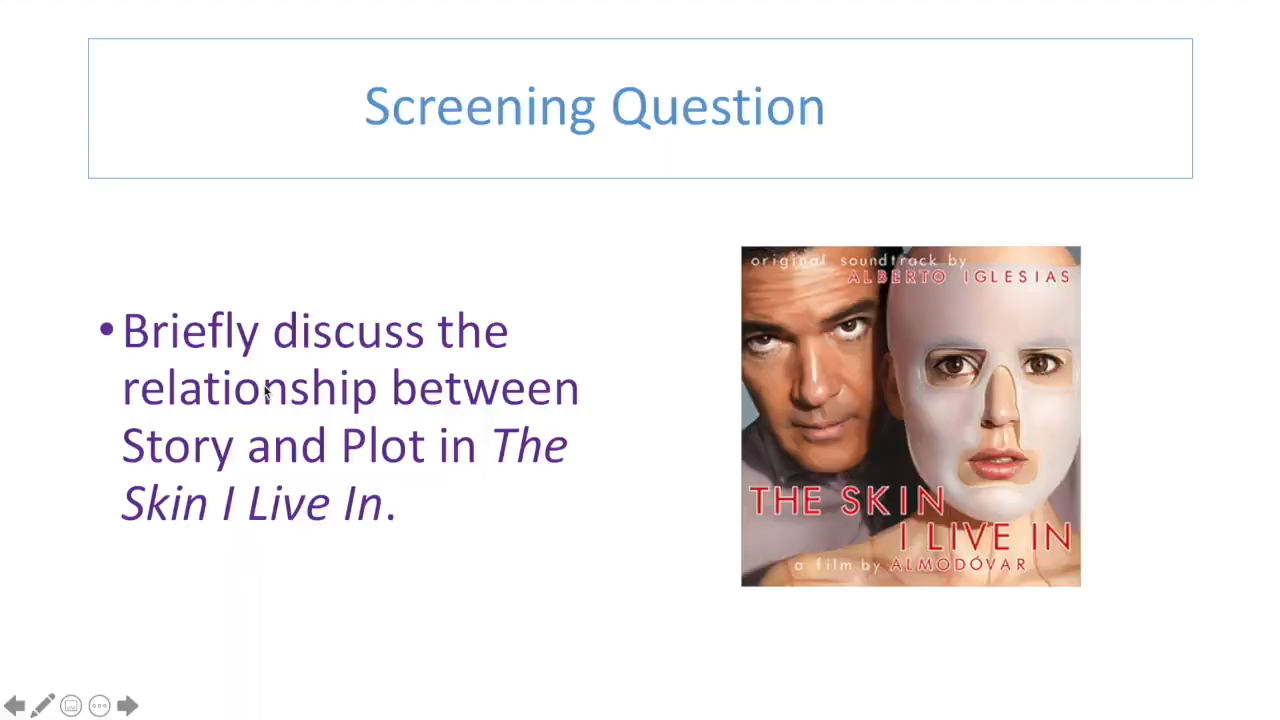 Screening Question
• Briefly discuss the
relationship between
Story and Plot in The
Skin I Live In.
original soundtrack by
ALBERTO IGLESIAS
THE SKIN
I LIVE IN
a film by ALMODÓVAR